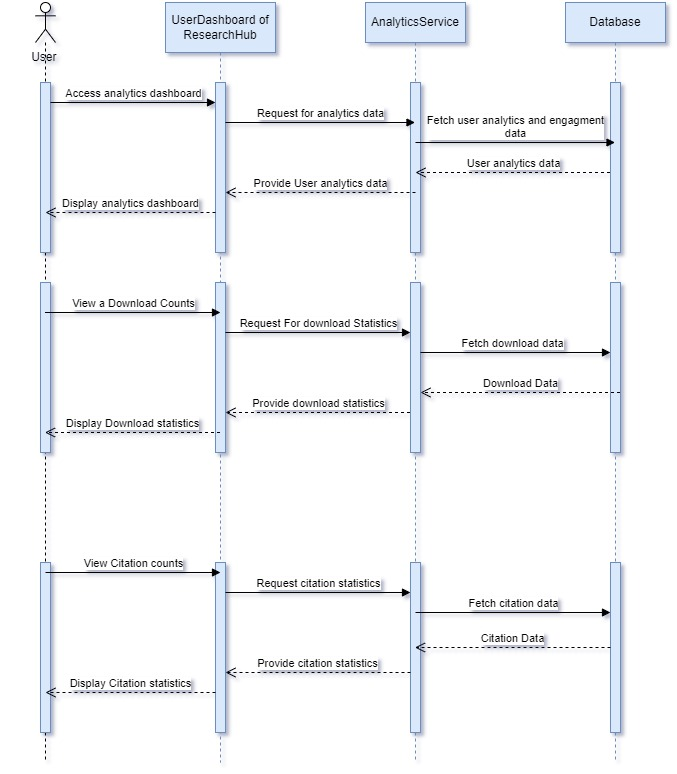 User
UserDashboard of
ResearchHub
AnalyticsService
Database
Access analytics dashboard
Request for analytics data
Fetch user analytics and engagment
data
User analytics data
Provide User analytics data
Display analytics dashboard
View a Download Counts
Request For download Statistics
Fetch download data
Download Data
Provide download statistics
Display Download statistics
View Citation counts
Request citation statistics
Fetch citation data
Citation Data
Provide citation statistics
Display Citation statistics